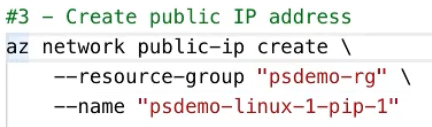 #3 - Create public IP address
az network public-ip create \
    --resource-group "psdemo-rg" \
    --name "psdemo-linux-1-pip-1"